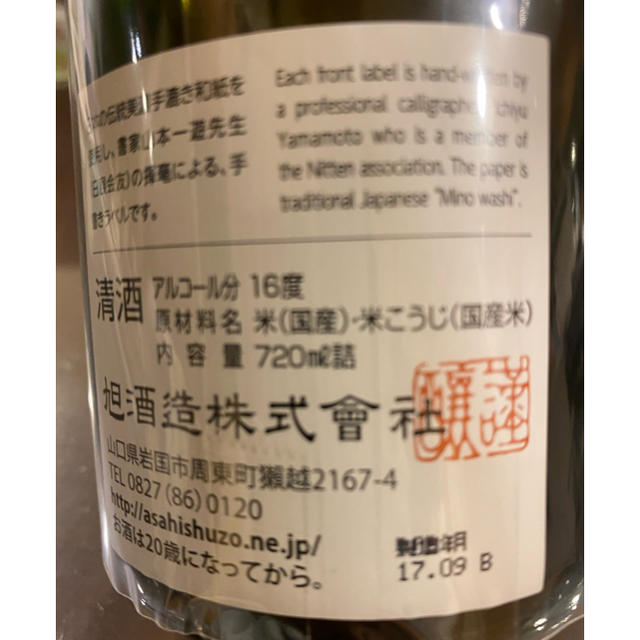 の伝統美濃手漉き和紙を
使用し、書家山本一遊先生
会友)の揮毫による、手
書きラベルです。
Each front label is hand-written by
a professional calligrapher Ichiyu
Yamamoto who is a member of
the Nitten association. The paper is
traditional Japanese "Mino washi".
清酒 アルコール分 16度
原材料名 米(国産)・米こうじ(国産米)
内容量 720㎖詰
旭酒造株式會社
謹醸
山口県岩国市周東町獺越2167-4
TEL 0827(86)0120
http://asahishuzo.ne.jp/
お酒は20歳になってから。
製造年月
17.09 B